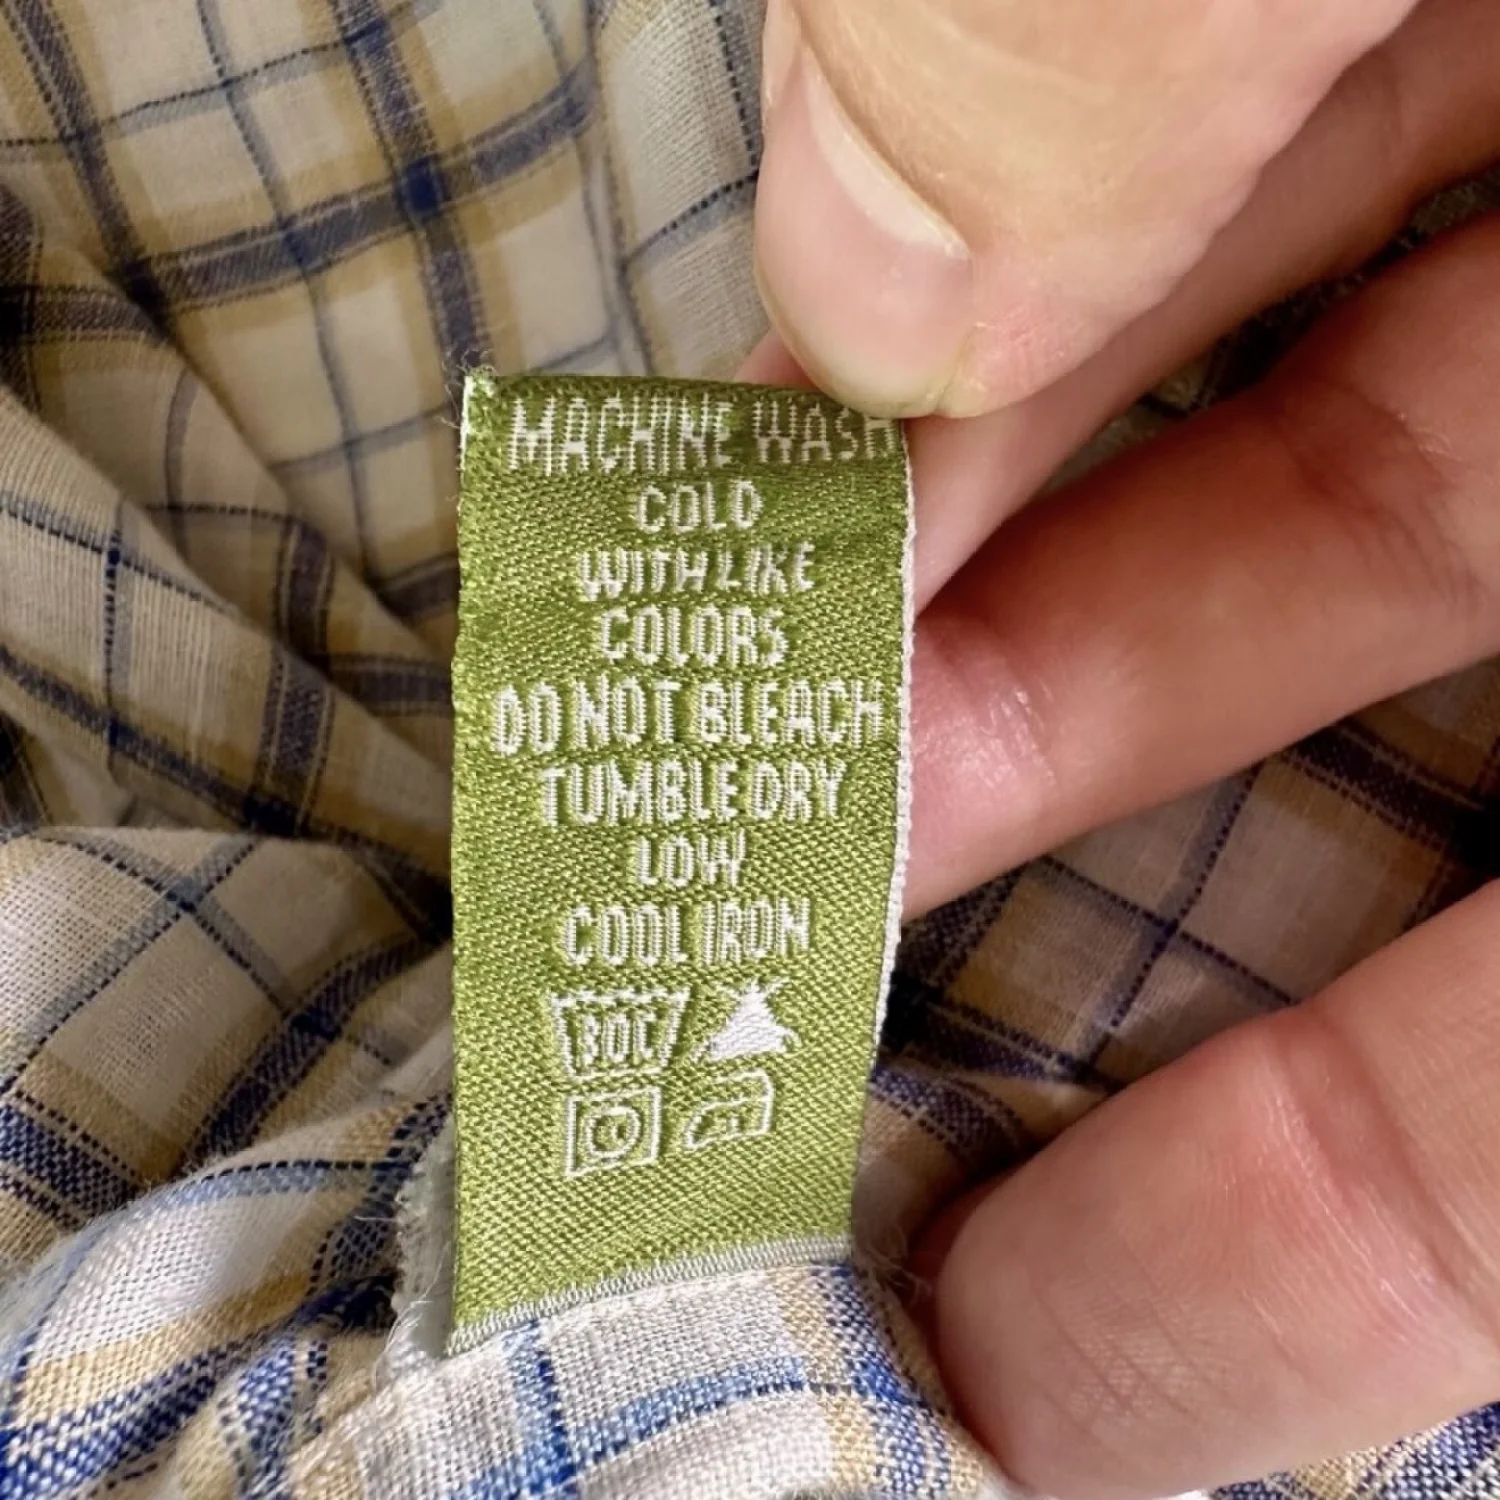 MACHINE WASH
COLD
WITH LIKE
COLORS
DO NOT BLEACH
TUMBLE DRY
LOW
COOL IRON
30C